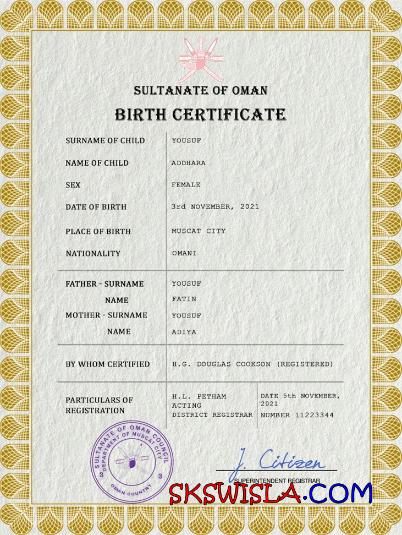 SULTANATE OF OMAN
BIRTH CERTIFICATE
SURNAME OF CHILD YOUSUF
NAME OF CHILD ADDHARA
SEX FEMALE
DATE OF BIRTH 3rd NOVEMBER, 2021
PLACE OF BIRTH MUSCAT CITY
NATIONALITY OMANI
FATHER - SURNAME YOUSUF
NAME FATIN
MOTHER - SURNAME YOUSUF
NAME ADIYA
BY WHOM CERTIFIED H.G. DOUGLAS COOKSON (REGISTERED)
PARTICULARS OF REGISTRATION
H.L. PETHAM
ACTING
DISTRICT REGISTRAR
DATE 5th NOVEMBER,
2021
NUMBER 11223344
SULTANATE OF OMAN COUNCIL
DEPARTMENT OF MUSCAT CITY
OMAN COUNTRY
J. Citizen
SUPERINTENDENT REGISTRAR
SKSWISLA.COM